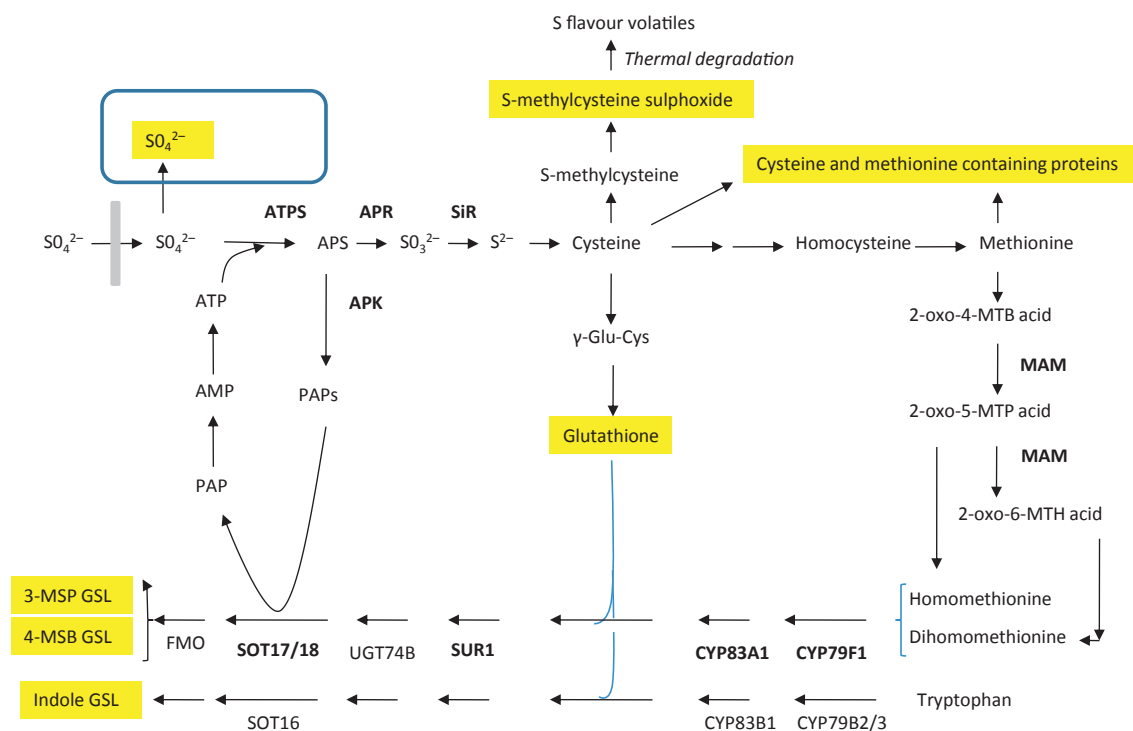 S flavour volatiles
Thermal degradation
S-methylcysteine sulphoxide
S0₄²⁻
Cysteine and methionine containing proteins
S-methylcysteine
ATPS
APR
SiR
S0₄²⁻
S0₄²⁻
APS
S0₃²⁻
S²⁻
Cysteine
Homocysteine
Methionine
ATP
APK
2-oxo-4-MTB acid
γ-Glu-Cys
MAM
AMP
PAPs
2-oxo-5-MTP acid
Glutathione
MAM
PAP
2-oxo-6-MTH acid
3-MSP GSL
Homomethionine
4-MSB GSL
FMO
SOT17/18
UGT74B
SUR1
CYP83A1
CYP79F1
Dihomomethionine
Indole GSL
Tryptophan
SOT16
CYP83B1
CYP79B2/3